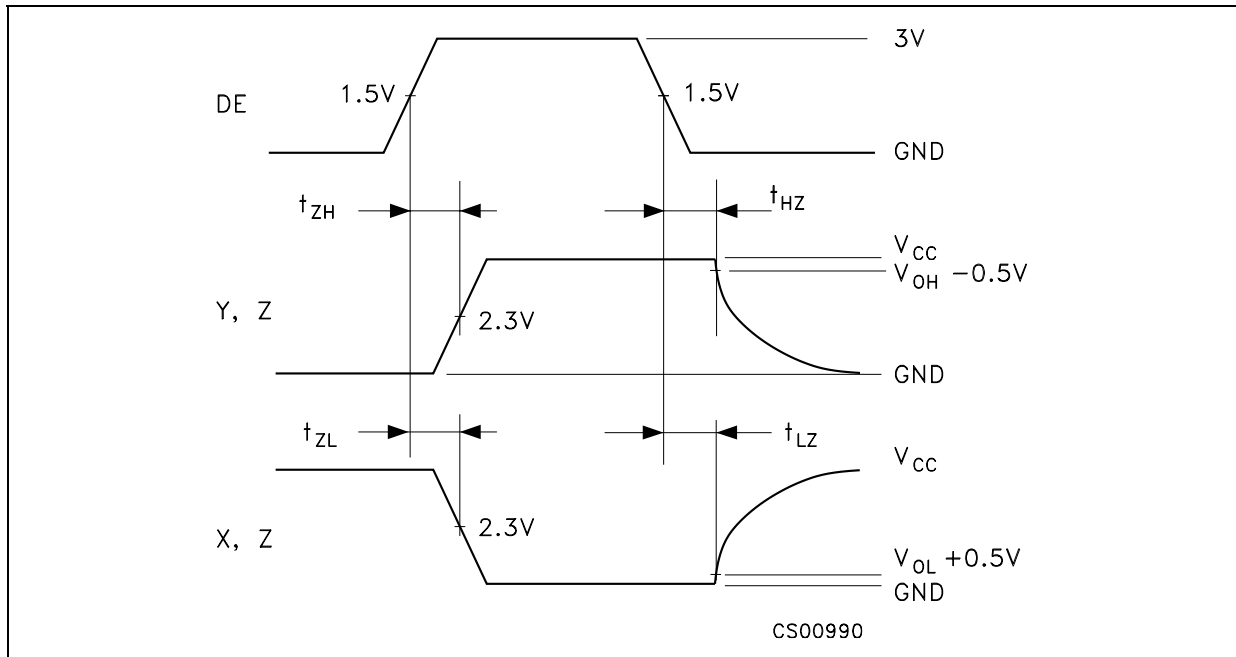 3V
1.5V
1.5V
DE
GND
tZH
tHZ
VCC
VOH -0.5V
Y, Z
2.3V
GND
tZL
tLZ
VCC
2.3V
X, Z
VOL +0.5V
GND
CS00990